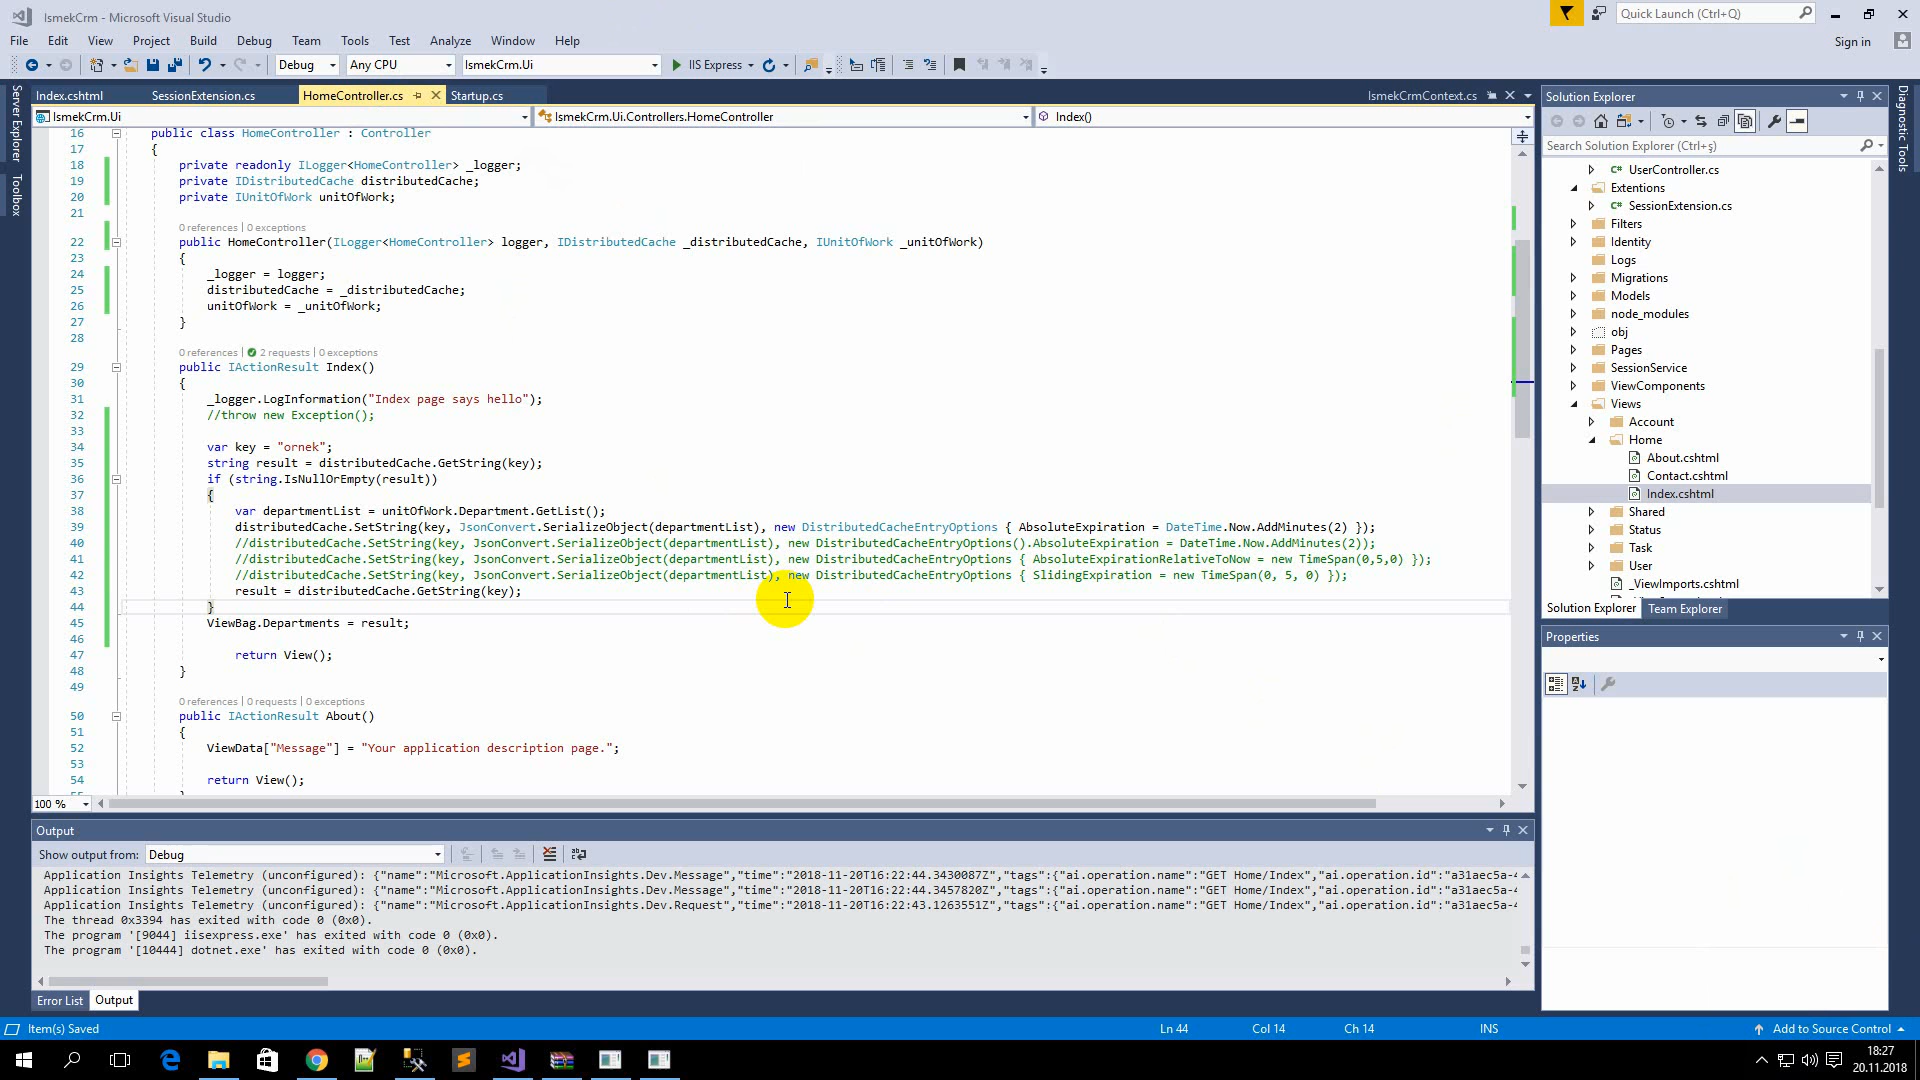 IsmekCrm - Microsoft Visual Studio
Quick Launch (Ctrl+Q)
File Edit View Project Build Debug Team Tools Test Analyze Window Help
Sign in
Debug Any CPU IsmekCrm.Ui IIS Express
Index.cshtml SessionExtension.cs HomeController.cs Startup.cs IsmekCrmContext.cs
IsmekCrm.Ui IsmekCrm.Ui.Controllers.HomeController Index()
Server Explorer
Toolbox
16 public class HomeController : Controller
17 {
18 private readonly ILogger<HomeController> _logger;
19 private IDistributedCache distributedCache;
20 private IUnitOfWork unitOfWork;
21
0 references | 0 exceptions
22 public HomeController(ILogger<HomeController> logger, IDistributedCache _distributedCache, IUnitOfWork _unitOfWork)
23 {
24 _logger = logger;
25 distributedCache = _distributedCache;
26 unitOfWork = _unitOfWork;
27 }
28
0 references | 2 requests | 0 exceptions
29 public IActionResult Index()
30 {
31 _logger.LogInformation("Index page says hello");
32 //throw new Exception();
33
34 var key = "ornek";
35 string result = distributedCache.GetString(key);
36 if (string.IsNullOrEmpty(result))
37 {
38 var departmentList = unitOfWork.Department.GetList();
39 distributedCache.SetString(key, JsonConvert.SerializeObject(departmentList), new DistributedCacheEntryOptions { AbsoluteExpiration = DateTime.Now.AddMinutes(2) });
40 //distributedCache.SetString(key, JsonConvert.SerializeObject(departmentList), new DistributedCacheEntryOptions().AbsoluteExpiration = DateTime.Now.AddMinutes(2));
41 //distributedCache.SetString(key, JsonConvert.SerializeObject(departmentList), new DistributedCacheEntryOptions { AbsoluteExpirationRelativeToNow = new TimeSpan(0,5,0) });
42 //distributedCache.SetString(key, JsonConvert.SerializeObject(departmentList), new DistributedCacheEntryOptions { SlidingExpiration = new TimeSpan(0, 5, 0) });
43 result = distributedCache.GetString(key);
44 }
45 ViewBag.Departments = result;
46
47 return View();
48 }
49
0 references | 0 requests | 0 exceptions
50 public IActionResult About()
51 {
52 ViewData["Message"] = "Your application description page.";
53
54 return View();
100 %
Output
Show output from: Debug
Application Insights Telemetry (unconfigured): {"name":"Microsoft.ApplicationInsights.Dev.Message","time":"2018-11-20T16:22:44.3430087Z","tags":{"ai.operation.name":"GET Home/Index","ai.operation.id":"a31aec5a-4
Application Insights Telemetry (unconfigured): {"name":"Microsoft.ApplicationInsights.Dev.Message","time":"2018-11-20T16:22:44.3457820Z","tags":{"ai.operation.name":"GET Home/Index","ai.operation.id":"a31aec5a-4
Application Insights Telemetry (unconfigured): {"name":"Microsoft.ApplicationInsights.Dev.Request","time":"2018-11-20T16:22:43.1263551Z","tags":{"ai.operation.name":"GET Home/Index","ai.operation.id":"a31aec5a-4
The thread 0x3394 has exited with code 0 (0x0).
The program '[9044] iisexpress.exe' has exited with code 0 (0x0).
The program '[10444] dotnet.exe' has exited with code 0 (0x0).
Error List Output
Solution Explorer
Search Solution Explorer (Ctrl+ş)
UserController.cs
Extentions
SessionExtension.cs
Filters
Identity
Logs
Migrations
Models
node_modules
obj
Pages
SessionService
ViewComponents
Views
Account
Home
About.cshtml
Contact.cshtml
Index.cshtml
Shared
Status
Task
User
_ViewImports.cshtml
Solution Explorer Team Explorer
Properties
Diagnostic Tools
Item(s) Saved Ln 44 Col 14 Ch 14 INS Add to Source Control
18:27
20.11.2018